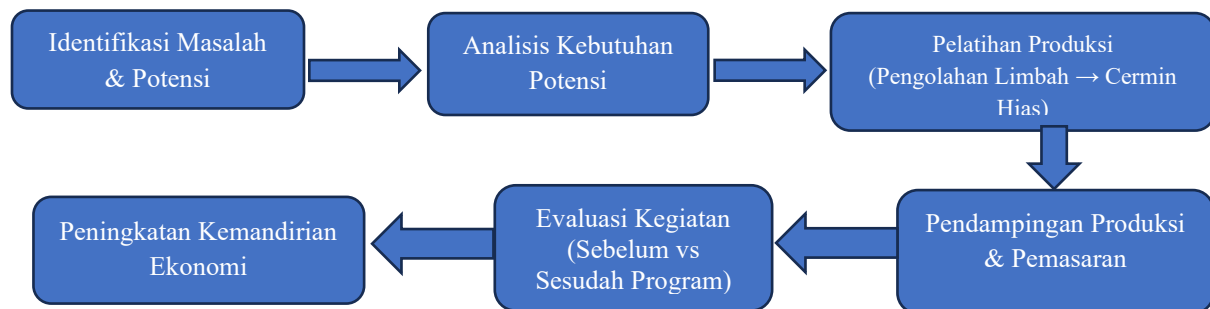 Identifikasi Masalah
& Potensi
Analisis Kebutuhan
Potensi
Pelatihan Produksi
(Pengolahan Limbah → Cermin
Hias)
Pendampingan Produksi
& Pemasaran
Evaluasi Kegiatan
(Sebelum vs
Sesudah Program)
Peningkatan Kemandirian
Ekonomi